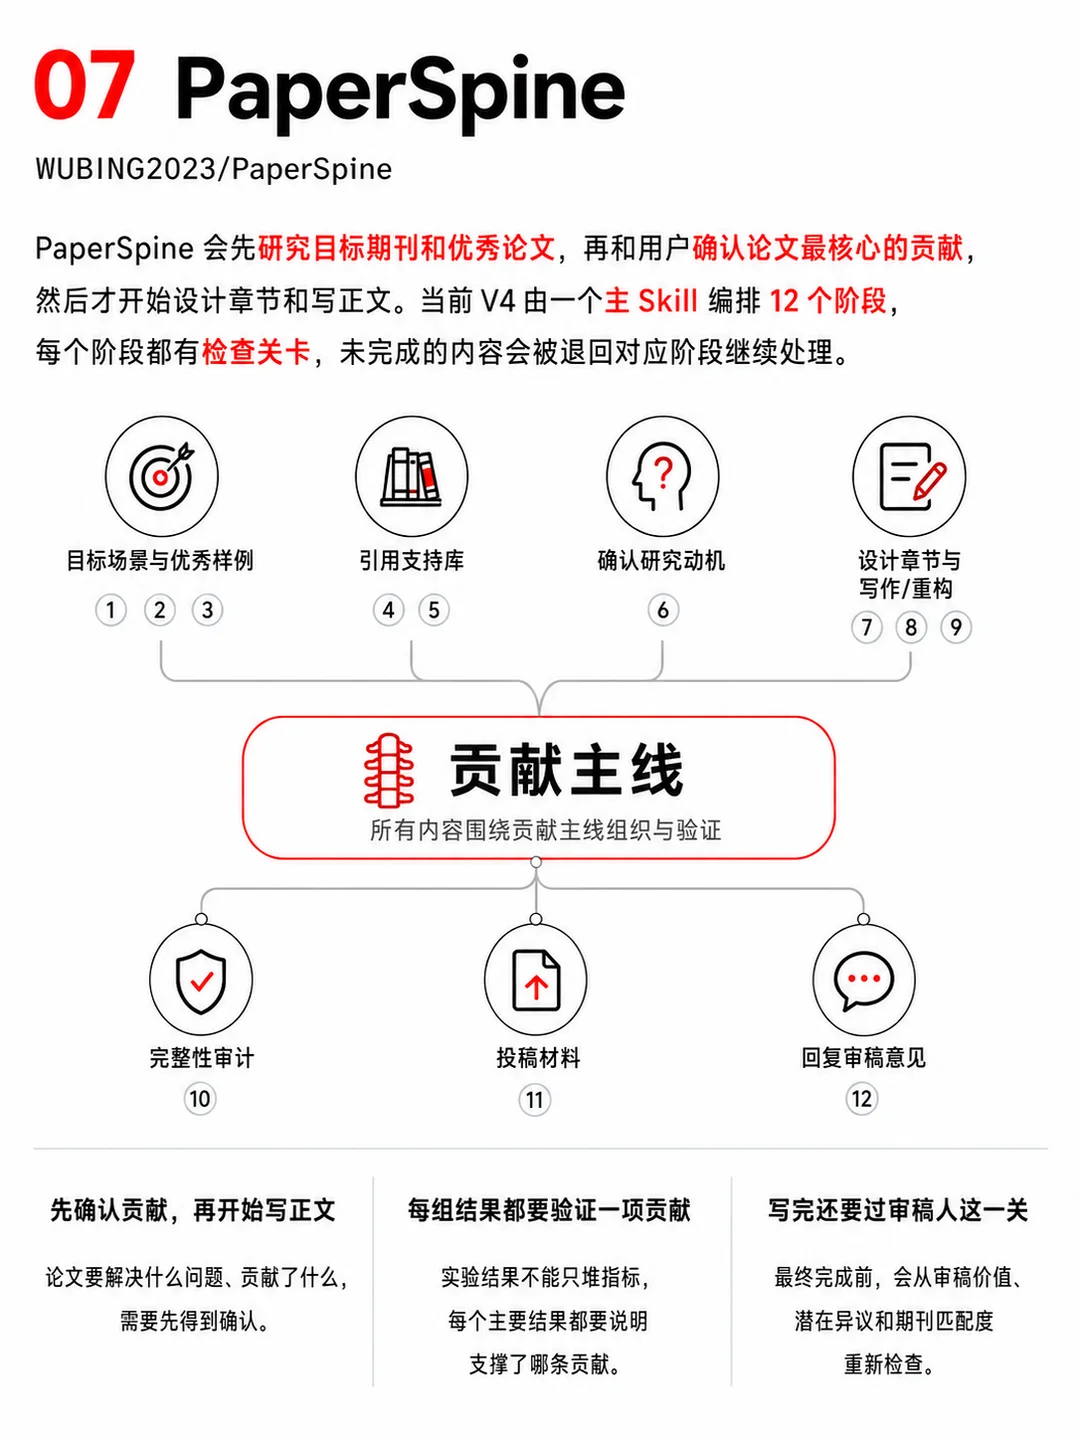 07 PaperSpine
WUBING2023/PaperSpine
PaperSpine 会先研究目标期刊和优秀论文，再和用户确认论文最核心的贡献，
然后才开始设计章节和写正文。当前 V4 由一个主 Skill 编排 12 个阶段，
每个阶段都有检查关卡，未完成的内容会被退回对应阶段继续处理。
目标场景与优秀样例
1 2 3
引用支持库
4 5
?
确认研究动机
6
设计章节与
写作/重构
7 8 9
贡献主线
所有内容围绕贡献主线组织与验证
完整性审计
10
投稿材料
11
回复审稿意见
12
先确认贡献，再开始写正文
论文要解决什么问题、贡献了什么，
需要先得到确认。
每组结果都要验证一项贡献
实验结果不能只堆指标，
每个主要结果都要说明
支撑了哪条贡献。
写完还要过审稿人这一关
最终完成前，会从审稿价值、
潜在异议和期刊匹配度
重新检查。